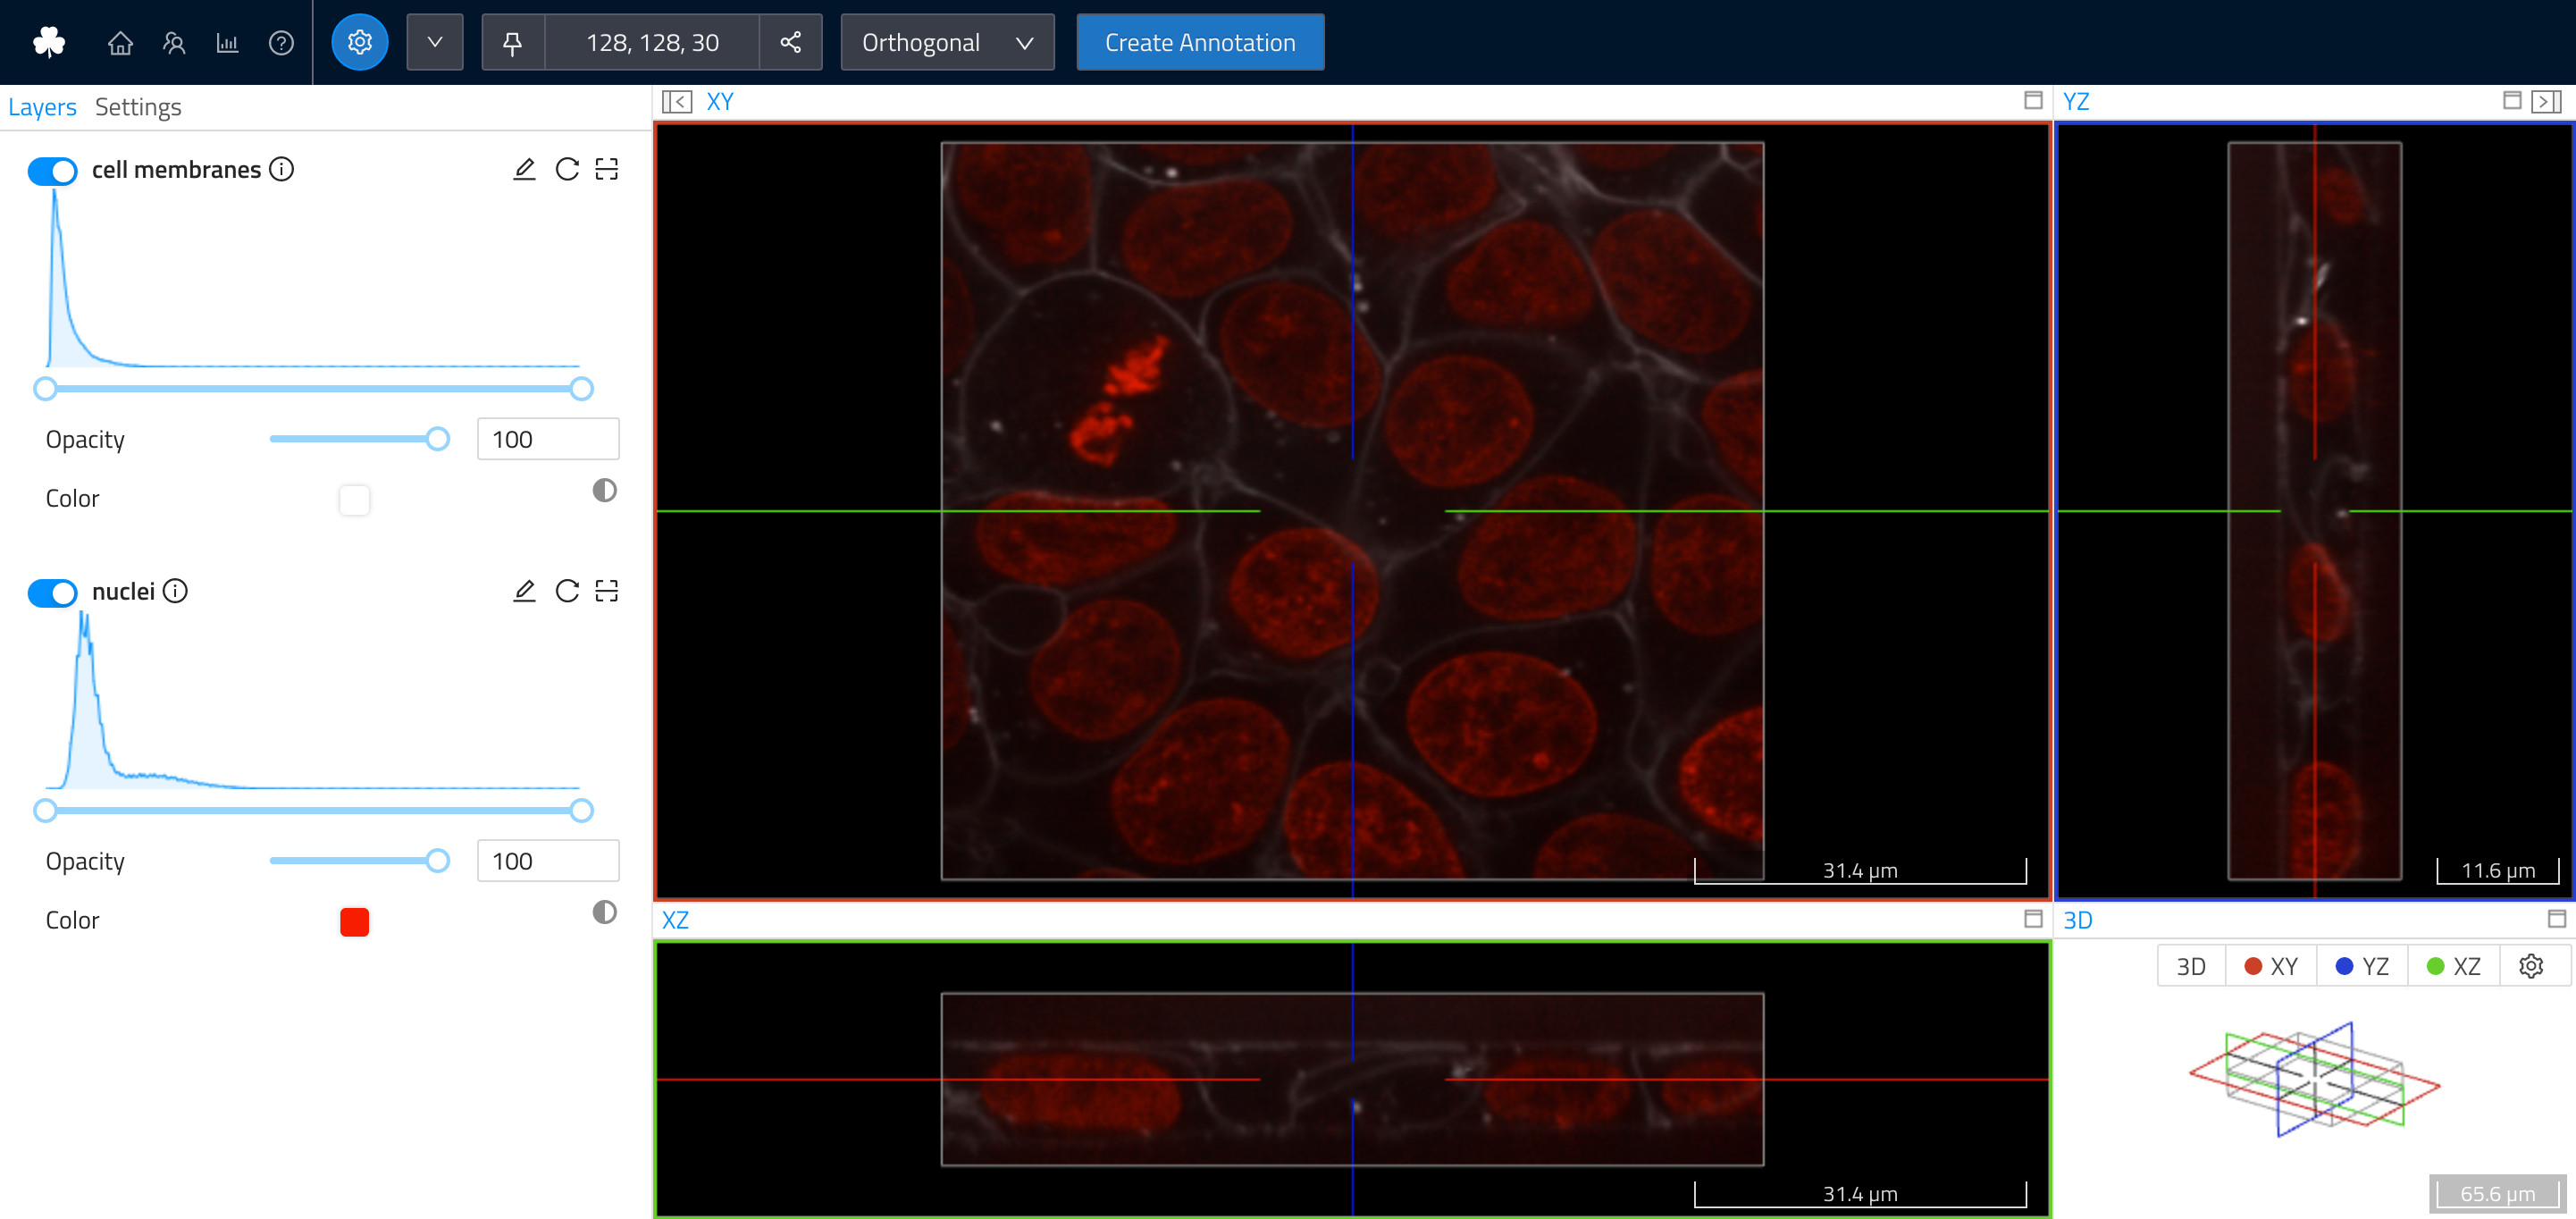 128, 128, 30
Orthogonal
Create Annotation
Layers Settings
cell membranes
Opacity 100
Color
nuclei
Opacity 100
Color
XY
31.4 µm
YZ
11.6 µm
XZ
31.4 µm
3D
3D XY YZ XZ
65.6 µm